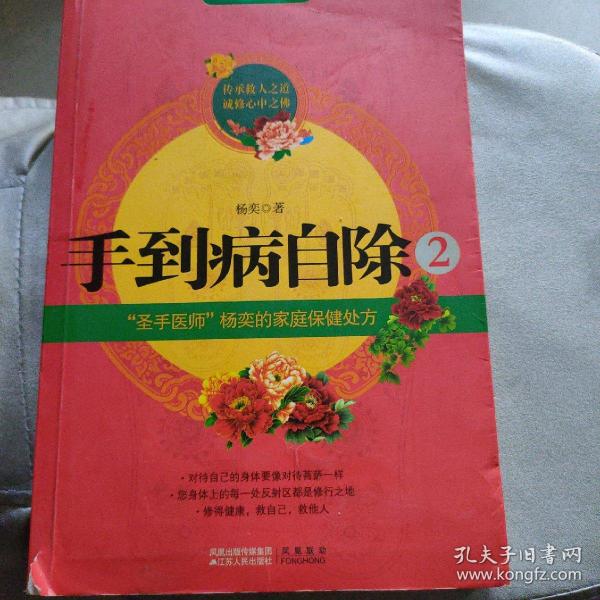 传承救人之道
诚修心中之佛
杨奕◎著
手到病自除2
“圣手医师”杨奕的家庭保健处方
·对待自己的身体要像对待菩萨一样
·您身体上的每一处反射区都是修行之地
·修得健康，救自己，救他人
凤凰出版传媒集团
江苏人民出版社
凤凰联动
FONGHONG
孔夫子旧书网
www.kongfz.com